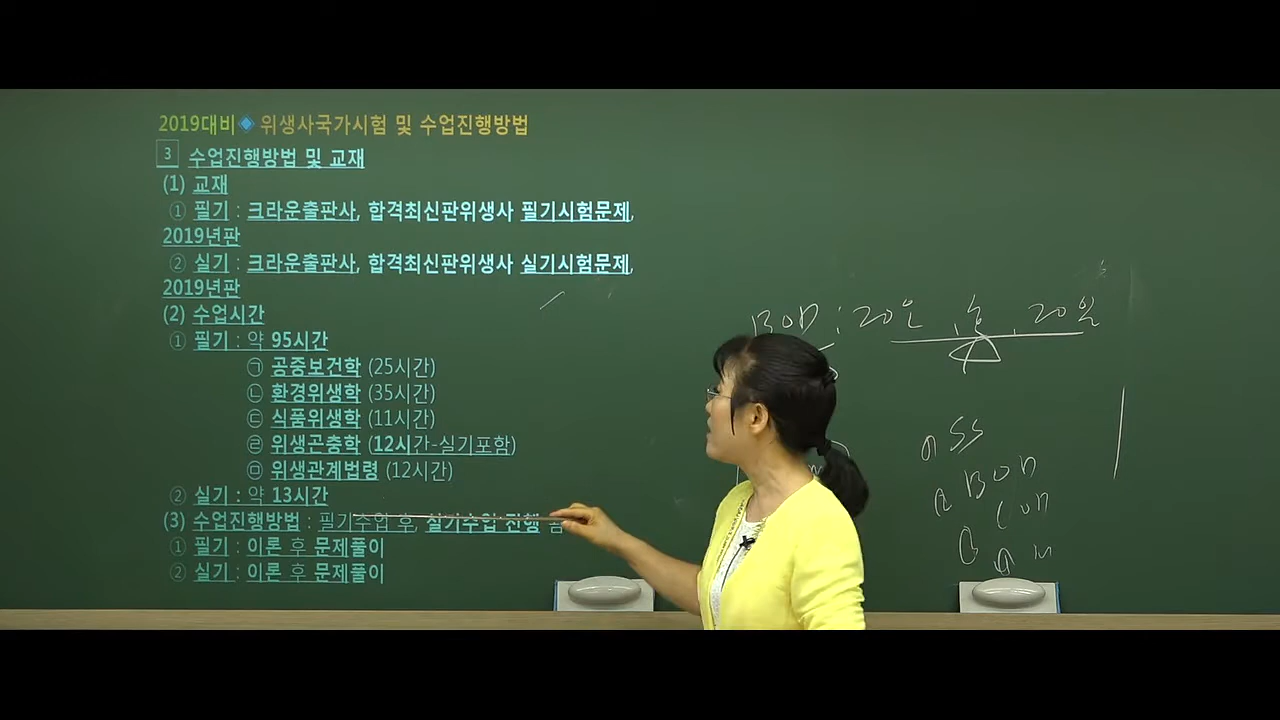 2019대비◆ 위생사국가시험 및 수업진행방법
3 수업진행방법 및 교재
(1) 교재
① 필기 : 크라운출판사, 합격최신판위생사 필기시험문제,
2019년판
② 실기 : 크라운출판사, 합격최신판위생사 실기시험문제,
2019년판
(2) 수업시간
① 필기 : 약 95시간
㉠ 공중보건학 (25시간)
㉡ 환경위생학 (35시간)
㉢ 식품위생학 (11시간)
㉣ 위생곤충학 (12시간-실기포함)
㉤ 위생관계법령 (12시간)
② 실기 : 약 13시간
(3) 수업진행방법 : 필기수업 후, 실기수업 진행
① 필기 : 이론 후 문제풀이
② 실기 : 이론 후 문제풀이
BOD : 20 20일
SS
BOD